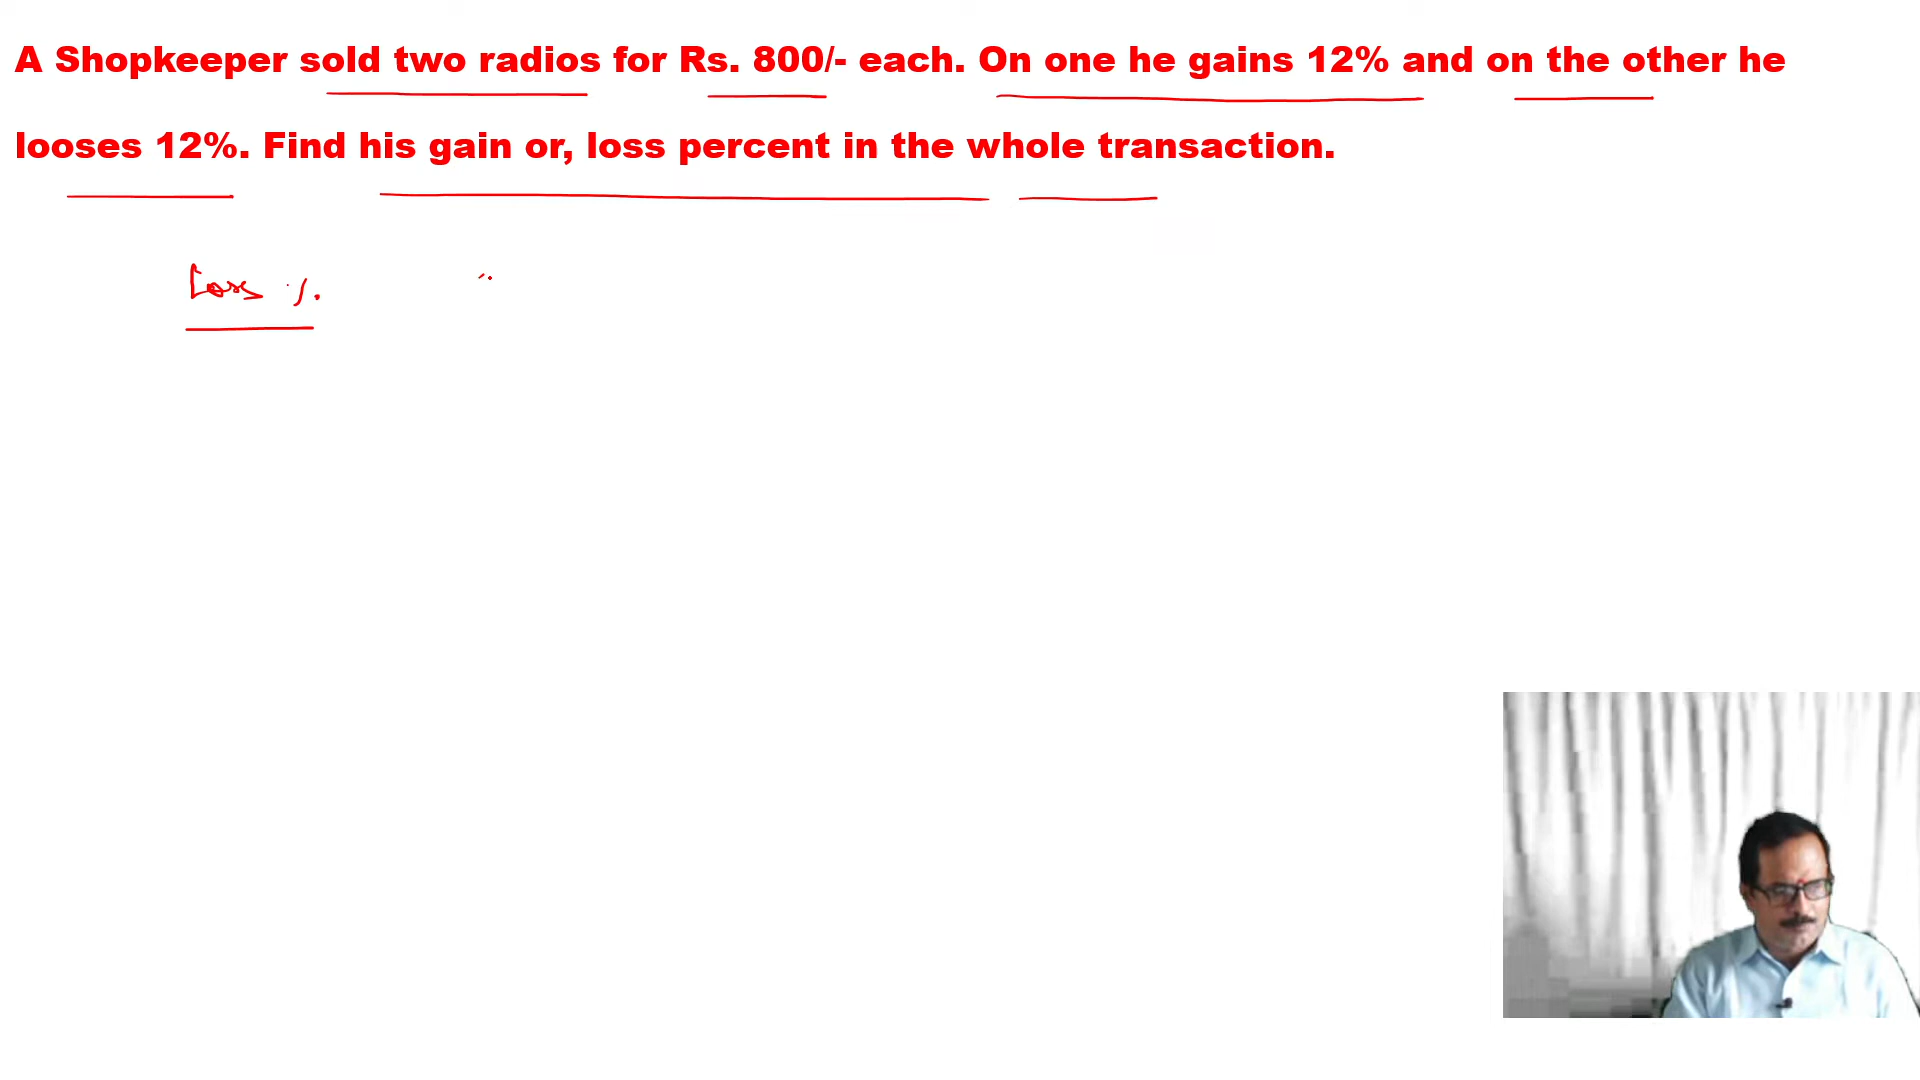 A Shopkeeper sold two radios for Rs. 800/- each. On one he gains 12% and on the other he
looses 12%. Find his gain or, loss percent in the whole transaction.
Loss %.